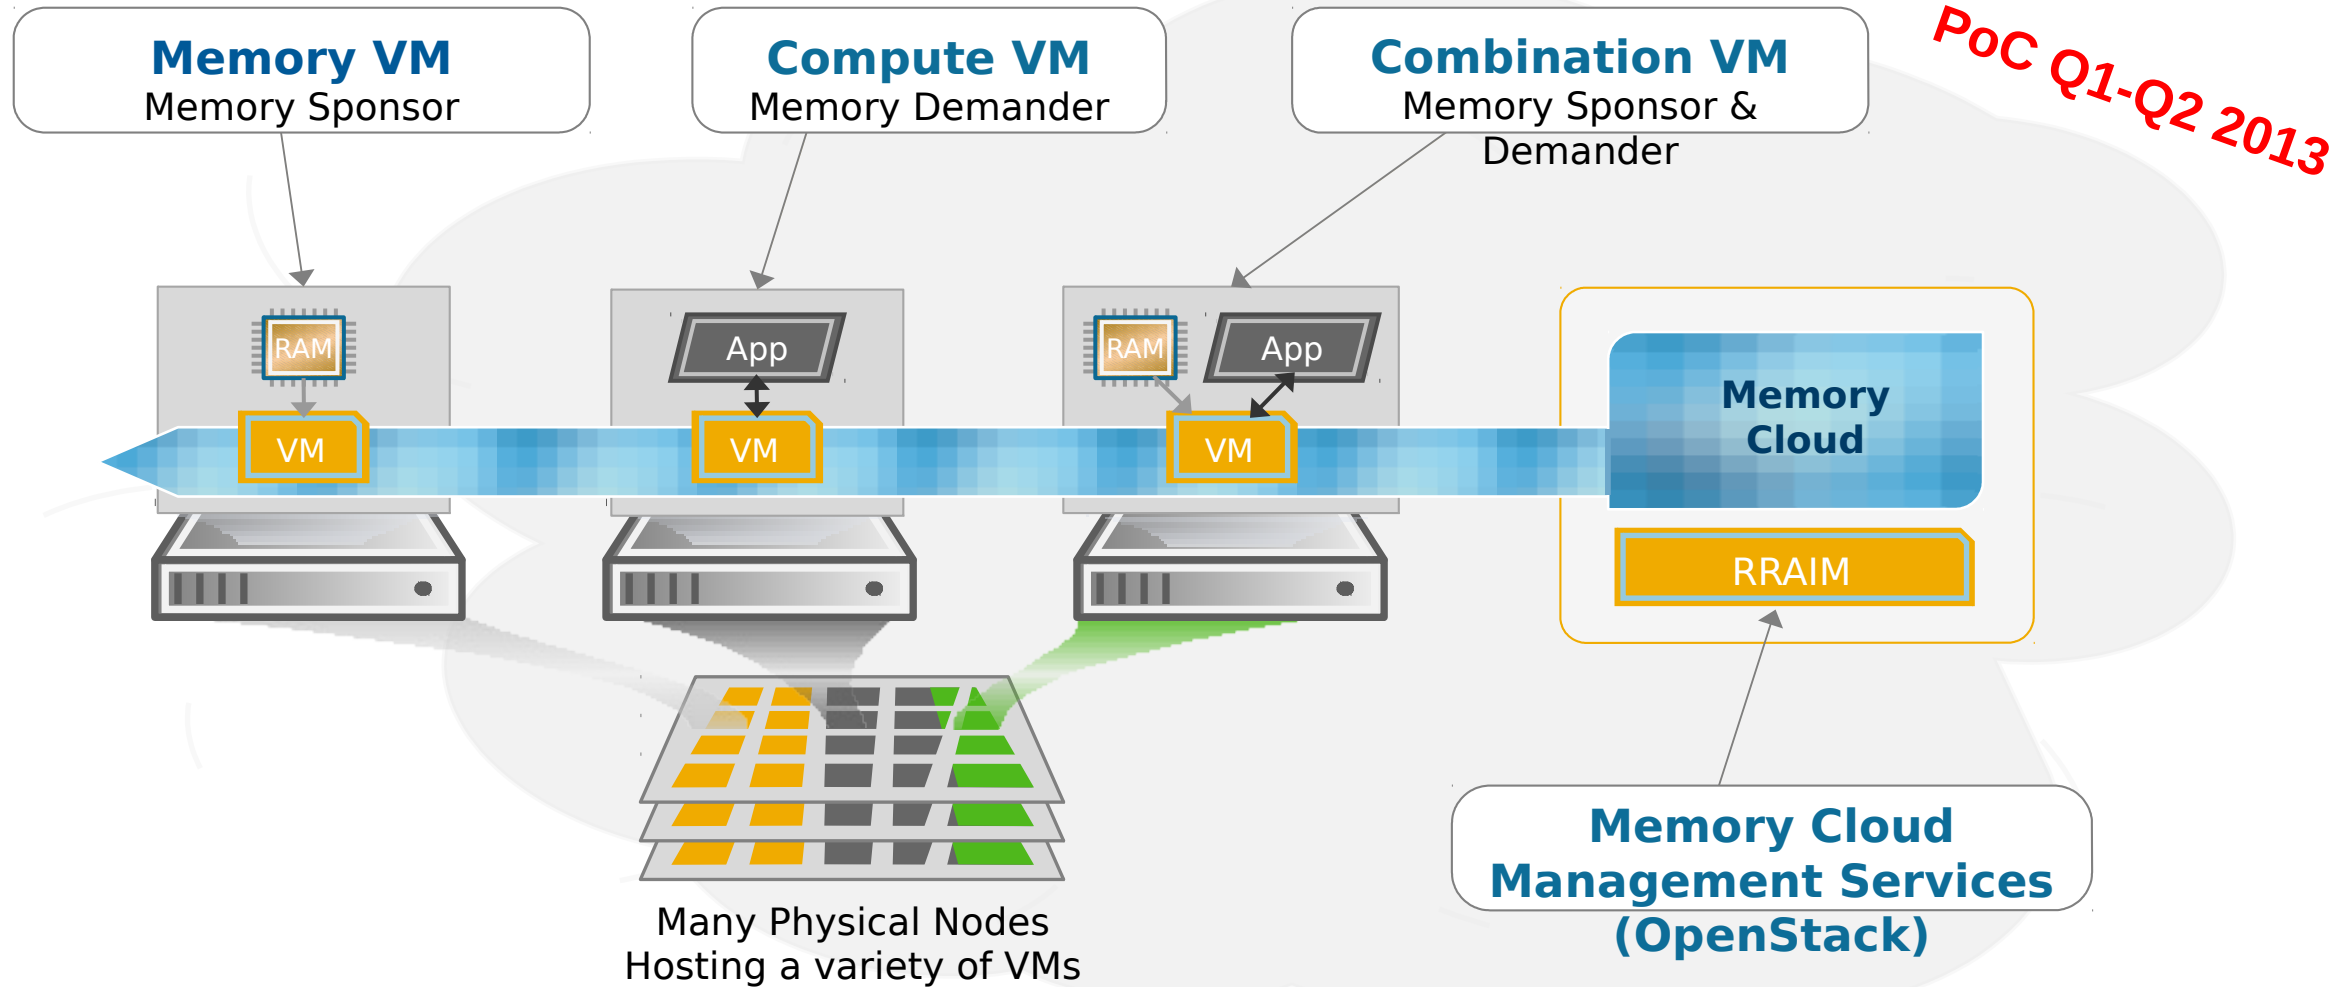 Memory VM
Memory Sponsor
Compute VM
Memory Demander
Combination VM
Memory Sponsor &
Demander
PoC Q1-Q2 2013
RAM
VM
App
VM
RAM
App
VM
Memory
Cloud
RRAIM
Memory Cloud
Management Services
(OpenStack)
Many Physical Nodes
Hosting a variety of VMs